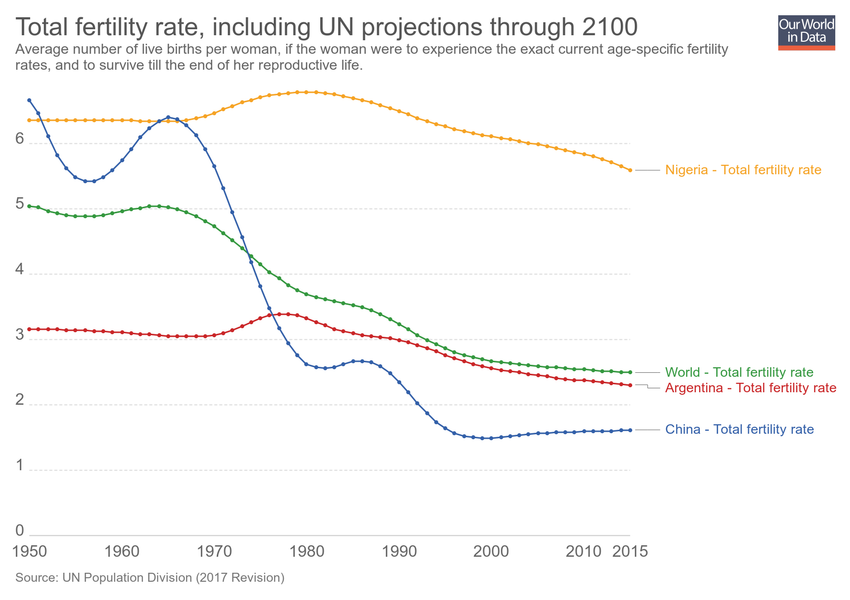 Total fertility rate, including UN projections through 2100
Our World
in Data
Average number of live births per woman, if the woman were to experience the exact current age-specific fertility
rates, and to survive till the end of her reproductive life.
6
Nigeria - Total fertility rate
5
4
3
World - Total fertility rate
Argentina - Total fertility rate
2
China - Total fertility rate
1
0
1950 1960 1970 1980 1990 2000 2010 2015
Source: UN Population Division (2017 Revision)